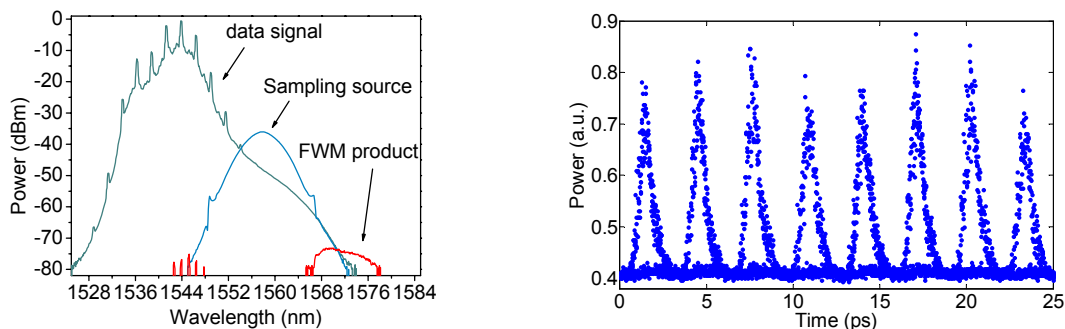 0
-10
-20
-30
-40
-50
-60
-70
-80
Power (dBm)
data signal
Sampling source
FWM product
1528 1536 1544 1552 1560 1568 1576 1584
Wavelength (nm)
0.9
0.8
0.7
0.6
0.5
0.4
Power (a.u.)
0 5 10 15 20 25
Time (ps)